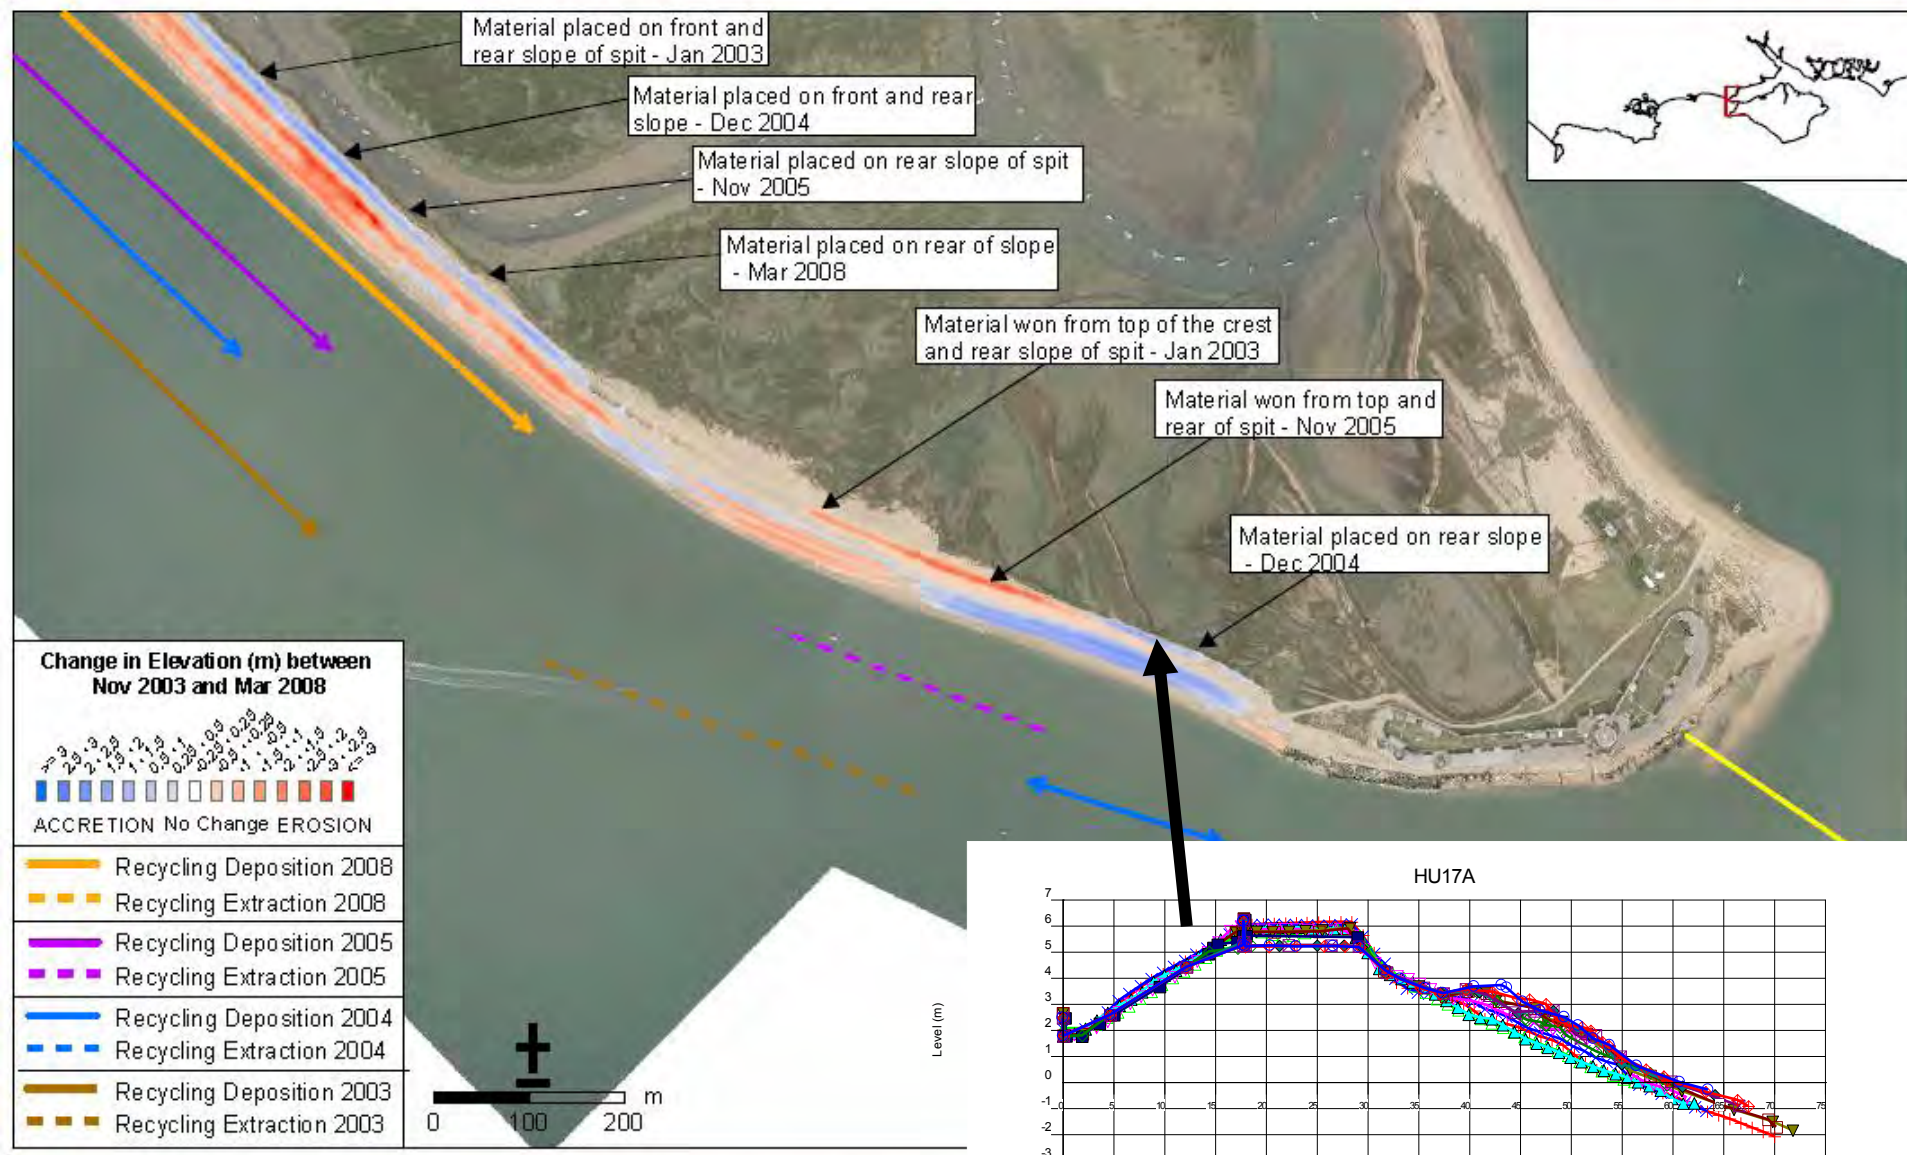 Material placed on front and
rear slope of spit - Jan 2003
Material placed on front and rear
slope - Dec 2004
Material placed on rear slope of spit
- Nov 2005
Material placed on rear of slope
- Mar 2008
Material won from top of the crest
and rear slope of spit - Jan 2003
Material won from top and
rear of spit - Nov 2005
Material placed on rear slope
- Dec 2004
Change in Elevation (m) between
Nov 2003 and Mar 2008
ACCRETION No Change EROSION
Recycling Deposition 2008
Recycling Extraction 2008
Recycling Deposition 2005
Recycling Extraction 2005
Recycling Deposition 2004
Recycling Extraction 2004
Recycling Deposition 2003
Recycling Extraction 2003
m
0 100 200
HU17A
Level (m)
7
6
5
4
3
2
1
0
-1
-2
-3
0 5 10 15 20 25 30 35 40 45 50 55 60 65 70 75